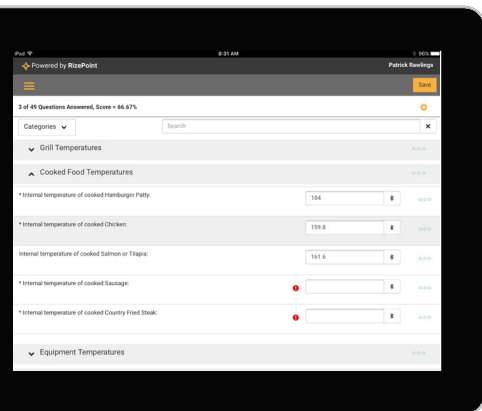 iPad 8:31 AM 96%
Powered by RizePoint Patrick Rawlings
Save
3 of 49 Questions Answered, Score = 66.67%
Categories Search
Grill Temperatures
Cooked Food Temperatures
* Internal temperature of cooked Hamburger Patty: 184
* Internal temperature of cooked Chicken: 159.8
Internal temperature of cooked Salmon or Tilapia: 161.6
* Internal temperature of cooked Sausage:
* Internal temperature of cooked Country Fried Steak:
Equipment Temperatures